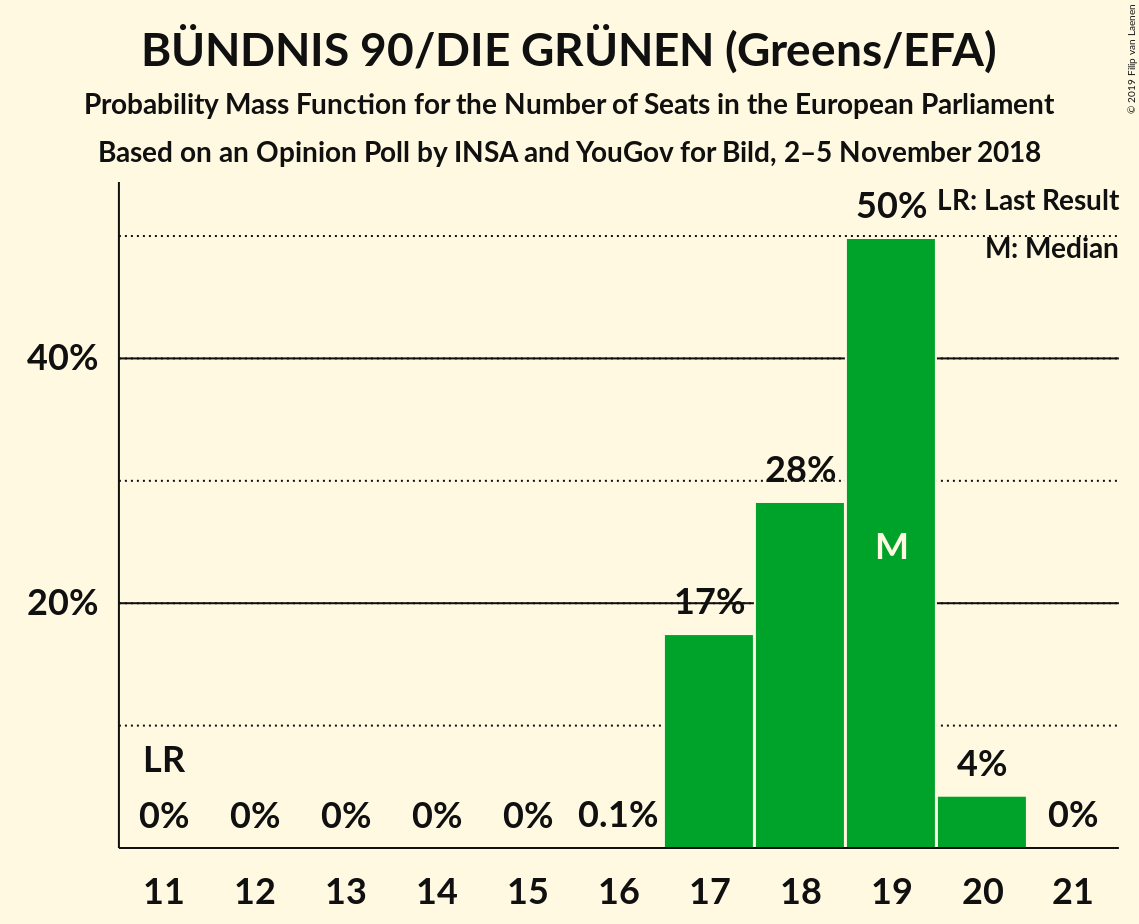 BÜNDNIS 90/DIE GRÜNEN (Greens/EFA)
Probability Mass Function for the Number of Seats in the European Parliament
Based on an Opinion Poll by INSA and YouGov for Bild, 2–5 November 2018
© 2019 Filip van Laenen
LR: Last Result
M: Median
50%
40%
28%
M
20%
17%
LR
4%
0% 0% 0% 0% 0% 0.1% 0%
11 12 13 14 15 16 17 18 19 20 21